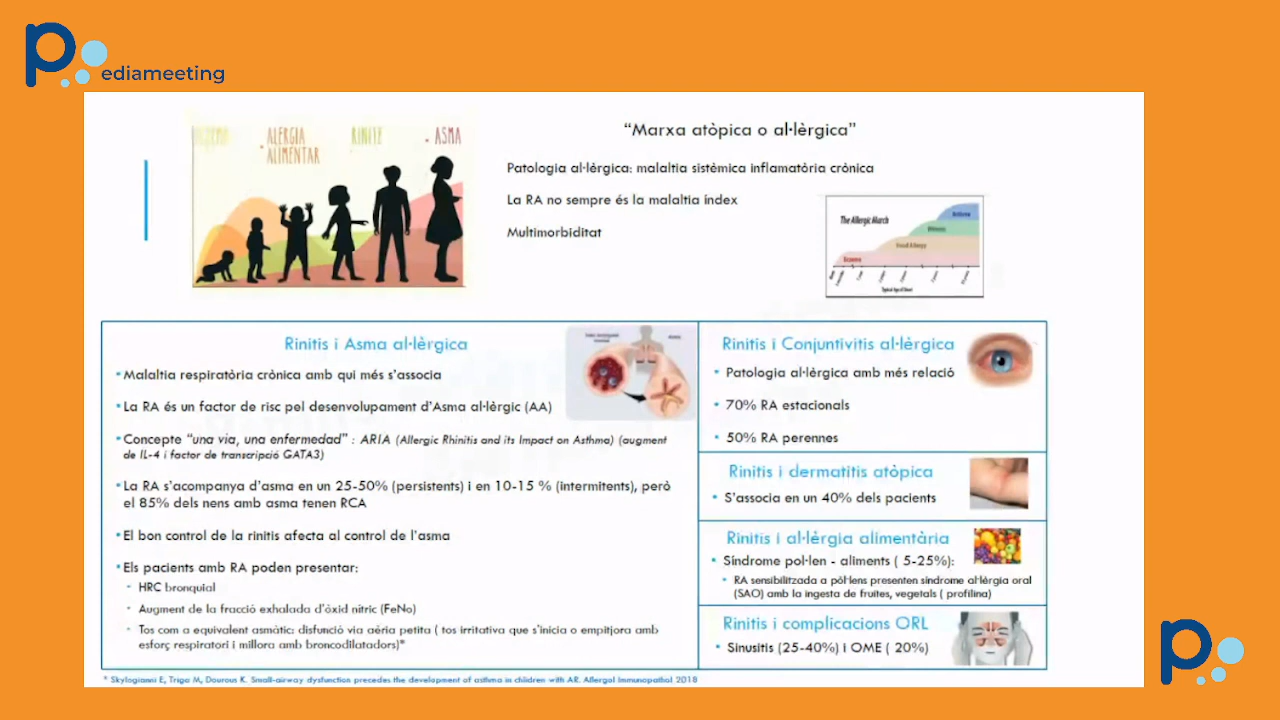 ediameeting
ALERGIA
ALIMENTAR
RINITE
ASMA
“Marxa atòpica o al·lèrgica”
Patologia al·lèrgica: malaltia sistèmica inflamatòria crònica
La RA no sempre és la malaltia índex
Multimorbiditat
The Allergic March
Asthma
Rhinitis
Food Allergy
Eczema
Rinitis i Asma al·lèrgica
Malaltia respiratòria crònica amb qui més s’associa
La RA és un factor de risc pel desenvolupament d’Asma al·lèrgic (AA)
Concepte “una via, una enfermedad” : ARIA (Allergic Rhinitis and its Impact on Asthma) (augment
de IL-4 i factor de transcripció GATA3)
La RA s’acompanya d’asma en un 25-50% (persistents) i en 10-15 % (intermitents), però
el 85% dels nens amb asma tenen RCA
El bon control de la rinitis afecta al control de l’asma
Els pacients amb RA poden presentar:
HRC bronquial
Augment de la fracció exhalada d’òxid nítric (FeNo)
Tos com a equivalent asmàtic: disfunció via aèria petita ( tos irritativa que s’inicia o empitjora amb
esforç respiratori i millora amb broncodilatadors)*
Rinitis i Conjuntivitis al·lérgica
Patologia al·lèrgica amb més relació
70% RA estacionals
50% RA perennes
Rinitis i dermatitis atòpica
S’associa en un 40% dels pacients
Rinitis i al·lèrgia alimentària
Síndrome pol·len - aliments ( 5-25%):
RA sensibilitzada a pól·lens presenten síndrome al·lèrgia oral
(SAO) amb la ingesta de fruites, vegetals ( profilina)
Rinitis i complicacions ORL
Sinusitis (25-40%) i OME ( 20%)
* Skylogianni E, Triga M, Douros K. Small-airway dysfunction precedes the development of asthma in children with AR. Allergol Immunopathol 2018